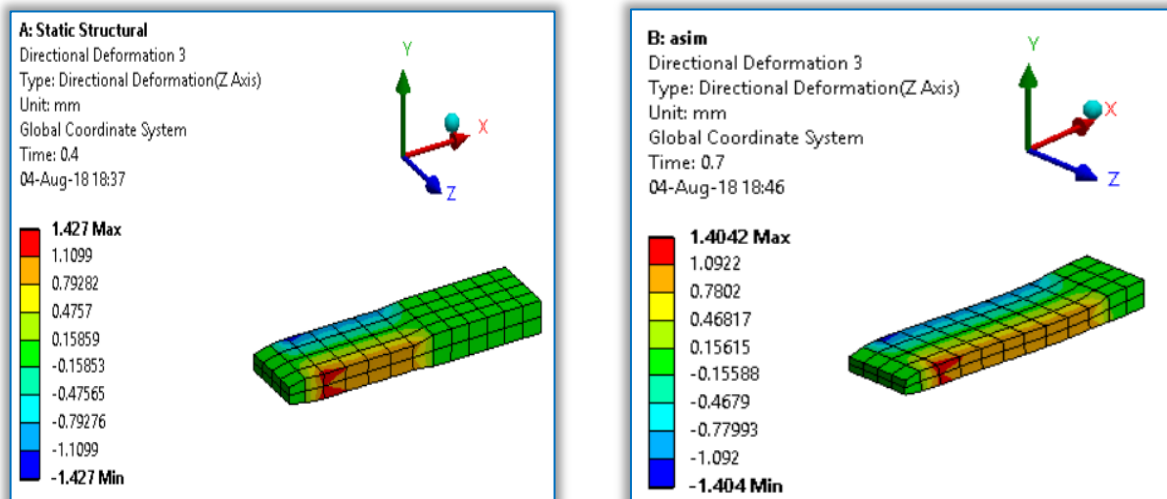 A: Static Structural
Directional Deformation 3
Type: Directional Deformation(Z Axis)
Unit: mm
Global Coordinate System
Time: 0.4
04-Aug-18 18:37
Y
X
Z
1.427 Max
1.1099
0.79282
0.4757
0.15859
-0.15853
-0.47565
-0.79276
-1.1099
-1.427 Min
B: asim
Directional Deformation 3
Type: Directional Deformation(Z Axis)
Unit: mm
Global Coordinate System
Time: 0.7
04-Aug-18 18:46
Y
X
Z
1.4042 Max
1.0922
0.7802
0.46817
0.15615
-0.15588
-0.4679
-0.77993
-1.092
-1.404 Min